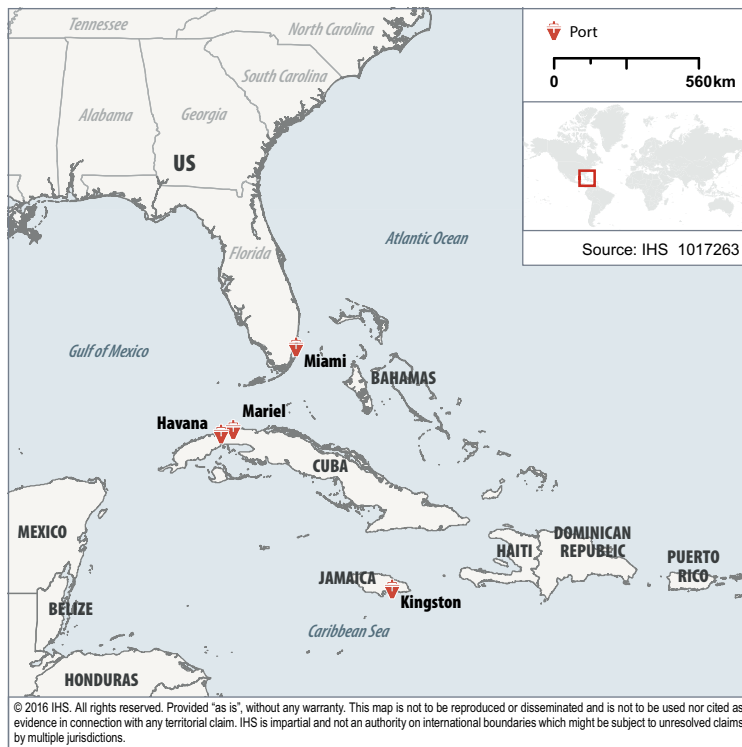 Tennessee
North Carolina
South Carolina
Alabama
Georgia
US
Florida
Atlantic Ocean
Gulf of Mexico
Miami
BAHAMAS
Havana
Mariel
CUBA
MEXICO
BELIZE
HONDURAS
JAMAICA
Kingston
Caribbean Sea
HAITI
DOMINICAN
REPUBLIC
PUERTO
RICO
Port
0 560km
Source: IHS 1017263
© 2016 IHS. All rights reserved. Provided "as is", without any warranty. This map is not to be reproduced or disseminated and is not to be used nor cited as
evidence in connection with any territorial claim. IHS is impartial and not an authority on international boundaries which might be subject to unresolved claims
by multiple jurisdictions.